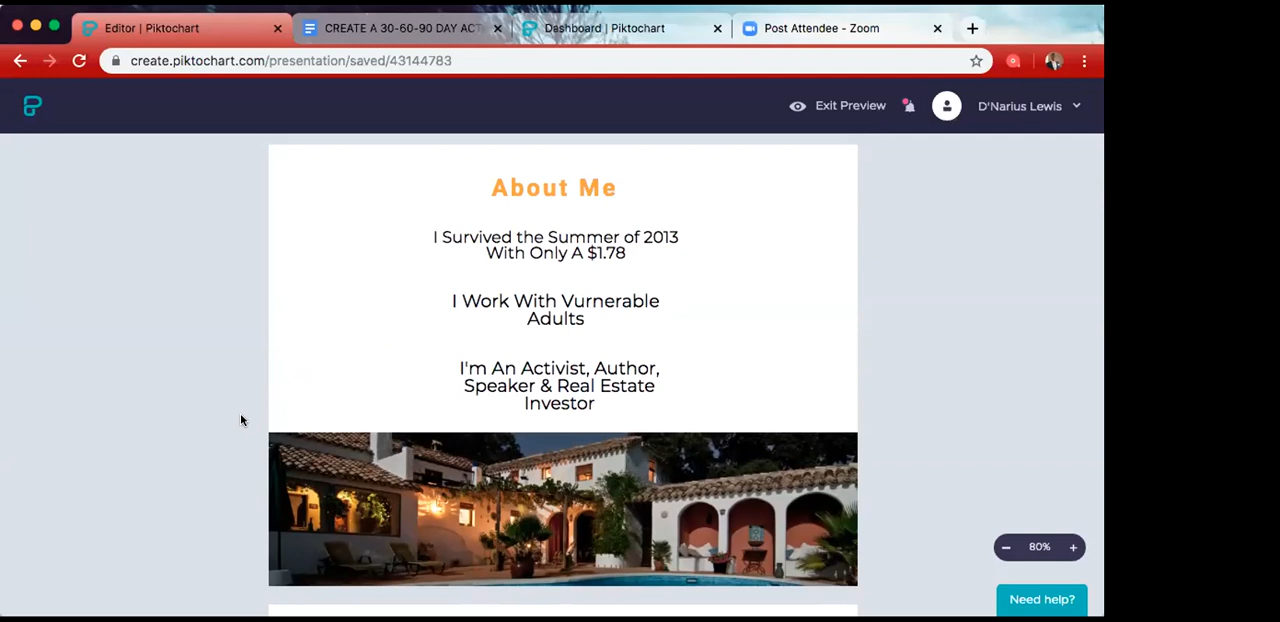 Editor | Piktochart
CREATE A 30-60-90 DAY ACT
Dashboard | Piktochart
Post Attendee - Zoom
create.piktochart.com/presentation/saved/43144783
Exit Preview
D'Narius Lewis
About Me
I Survived the Summer of 2013
With Only A $1.78
I Work With Vurnerable
Adults
I'm An Activist, Author,
Speaker & Real Estate
Investor
80%
Need help?